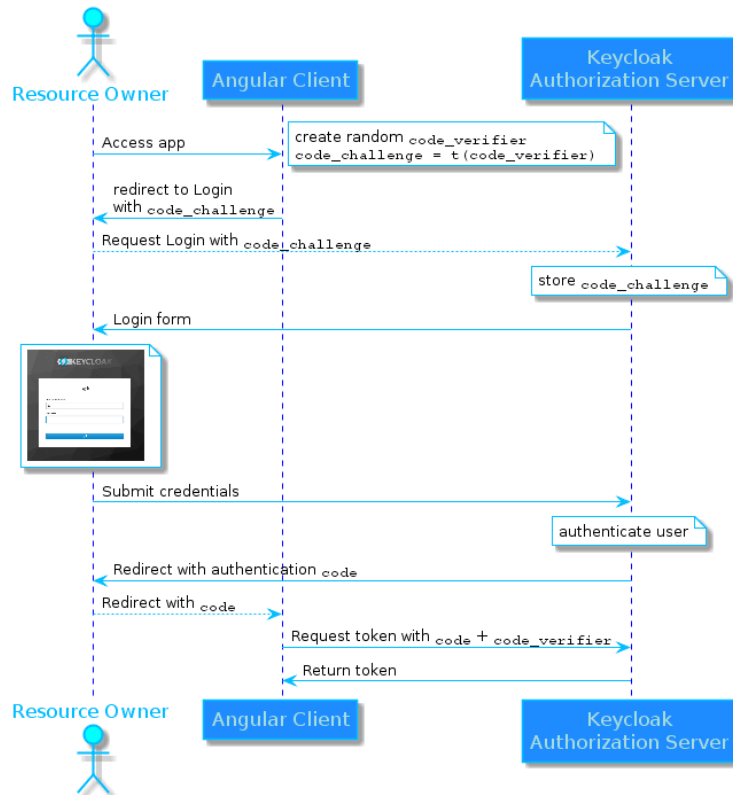 Resource Owner
Angular Client
Keycloak
Authorization Server
Access app
create random code_verifier
code_challenge = t(code_verifier)
redirect to Login
with code_challenge
Request Login with code_challenge
store code_challenge
Login form
KEYCLOAK
Submit credentials
authenticate user
Redirect with authentication code
Redirect with code
Request token with code + code_verifier
Return token
Resource Owner
Angular Client
Keycloak
Authorization Server